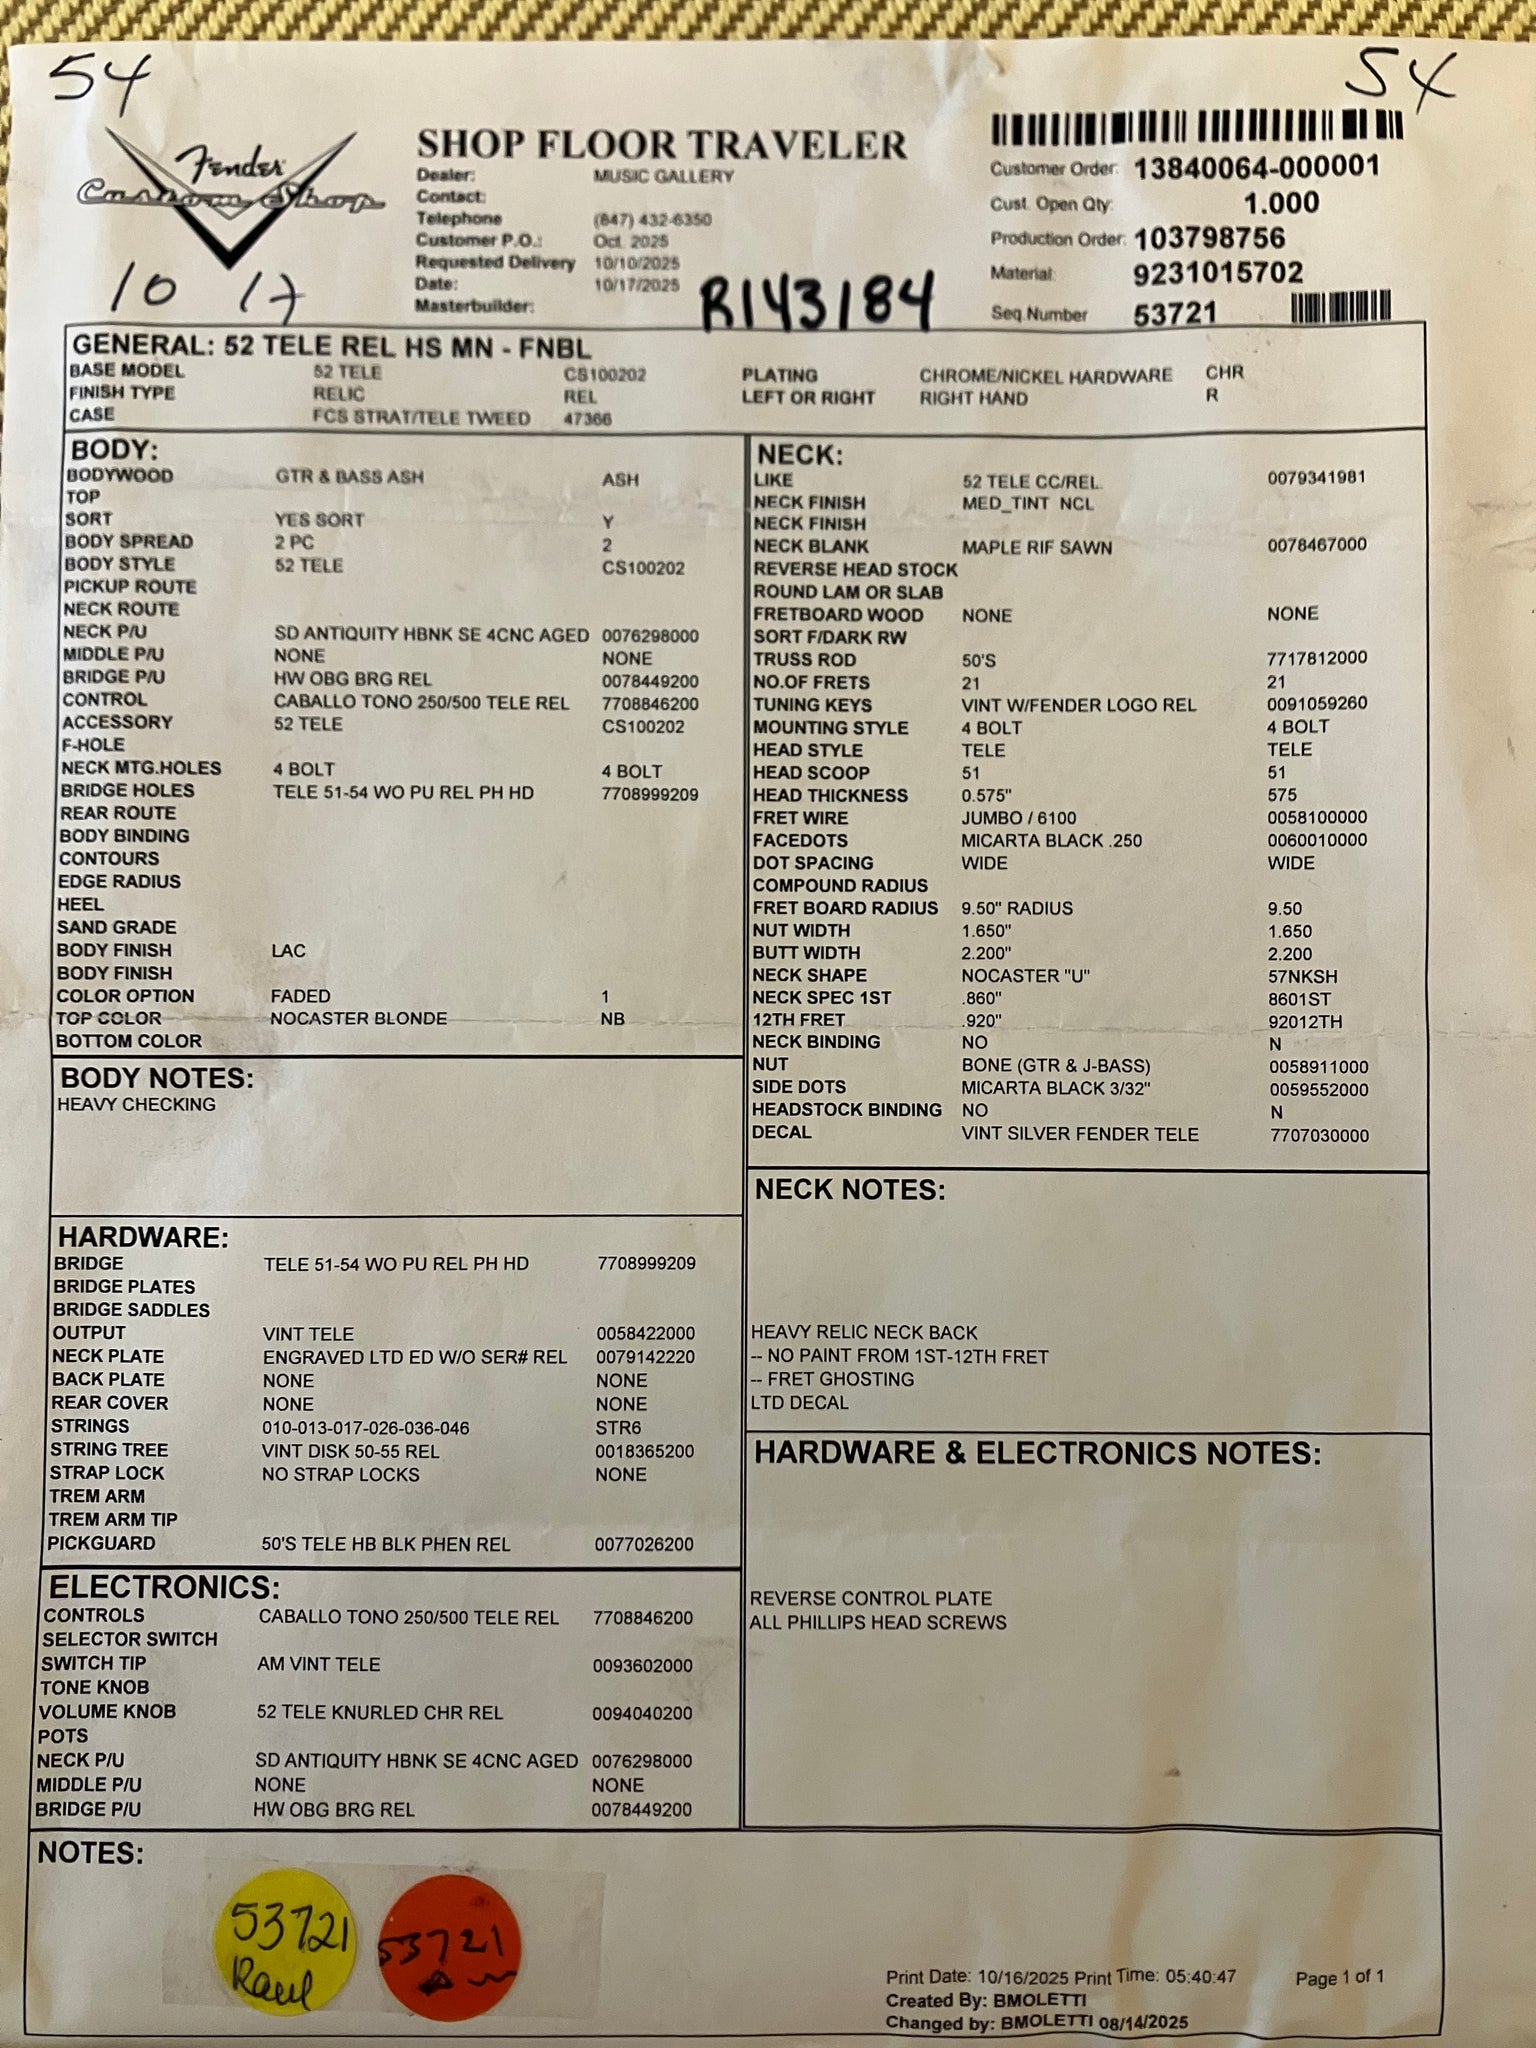 54
54
Fender
Custom Shop
SHOP FLOOR TRAVELER
Dealer: MUSIC GALLERY
Contact:
Telephone (847) 432-6350
Customer P.O.: Oct. 2025
Requested Delivery 10/10/2025
Date: 10/17/2025
Masterbuilder:
10 17
R143184
Customer Order: 13840064-000001
Cust. Open Qty: 1.000
Production Order: 103798756
Material: 9231015702
Seq.Number 53721
GENERAL: 52 TELE REL HS MN - FNBL
BASE MODEL 52 TELE CS100202
FINISH TYPE RELIC REL
CASE FCS STRAT/TELE TWEED 47366
PLATING CHROME/NICKEL HARDWARE CHR
LEFT OR RIGHT RIGHT HAND R
BODY:
BODYWOOD GTR & BASS ASH ASH
TOP
SORT YES SORT Y
BODY SPREAD 2 PC 2
BODY STYLE 52 TELE CS100202
PICKUP ROUTE
NECK ROUTE
NECK P/U SD ANTIQUITY HBNK SE 4CNC AGED 0076298000
MIDDLE P/U NONE NONE
BRIDGE P/U HW OBG BRG REL 0078449200
CONTROL CABALLO TONO 250/500 TELE REL 7708846200
ACCESSORY 52 TELE CS100202
F-HOLE
NECK MTG.HOLES 4 BOLT 4 BOLT
BRIDGE HOLES TELE 51-54 WO PU REL PH HD 7708999209
REAR ROUTE
BODY BINDING
CONTOURS
EDGE RADIUS
HEEL
SAND GRADE
BODY FINISH LAC
BODY FINISH
COLOR OPTION FADED 1
TOP COLOR NOCASTER BLONDE NB
BOTTOM COLOR
BODY NOTES:
HEAVY CHECKING
HARDWARE:
BRIDGE TELE 51-54 WO PU REL PH HD 7708999209
BRIDGE PLATES
BRIDGE SADDLES
OUTPUT VINT TELE 0058422000
NECK PLATE ENGRAVED LTD ED W/O SER# REL 0079142220
BACK PLATE NONE NONE
REAR COVER NONE NONE
STRINGS 010-013-017-026-036-046 STR6
STRING TREE VINT DISK 50-55 REL 0018365200
STRAP LOCK NO STRAP LOCKS NONE
TREM ARM
TREM ARM TIP
PICKGUARD 50'S TELE HB BLK PHEN REL 0077026200
ELECTRONICS:
CONTROLS CABALLO TONO 250/500 TELE REL 7708846200
SELECTOR SWITCH
SWITCH TIP AM VINT TELE 0093602000
TONE KNOB
VOLUME KNOB 52 TELE KNURLED CHR REL 0094040200
POTS
NECK P/U SD ANTIQUITY HBNK SE 4CNC AGED 0076298000
MIDDLE P/U NONE NONE
BRIDGE P/U HW OBG BRG REL 0078449200
NECK:
LIKE 52 TELE CC/REL. 0079341981
NECK FINISH MED_TINT NCL
NECK FINISH
NECK BLANK MAPLE RIF SAWN 0078467000
REVERSE HEAD STOCK
ROUND LAM OR SLAB
FRETBOARD WOOD NONE NONE
SORT F/DARK RW
TRUSS ROD 50'S 7717812000
NO.OF FRETS 21 21
TUNING KEYS VINT W/FENDER LOGO REL 0091059260
MOUNTING STYLE 4 BOLT 4 BOLT
HEAD STYLE TELE TELE
HEAD SCOOP 51 51
HEAD THICKNESS 0.575" 575
FRET WIRE JUMBO / 6100 0058100000
FACEDOTS MICARTA BLACK .250 0060010000
DOT SPACING WIDE WIDE
COMPOUND RADIUS
FRET BOARD RADIUS 9.50" RADIUS 9.50
NUT WIDTH 1.650" 1.650
BUTT WIDTH 2.200" 2.200
NECK SHAPE NOCASTER "U" 57NKSH
NECK SPEC 1ST .860" 8601ST
12TH FRET .920" 92012TH
NECK BINDING NO N
NUT BONE (GTR & J-BASS) 0058911000
SIDE DOTS MICARTA BLACK 3/32" 0059552000
HEADSTOCK BINDING NO N
DECAL VINT SILVER FENDER TELE 7707030000
NECK NOTES:
HEAVY RELIC NECK BACK
-- NO PAINT FROM 1ST-12TH FRET
-- FRET GHOSTING
LTD DECAL
HARDWARE & ELECTRONICS NOTES:
REVERSE CONTROL PLATE
ALL PHILLIPS HEAD SCREWS
NOTES:
53721
Raul
53721
Print Date: 10/16/2025 Print Time: 05:40:47 Page 1 of 1
Created By: BMOLETTI
Changed by: BMOLETTI 08/14/2025